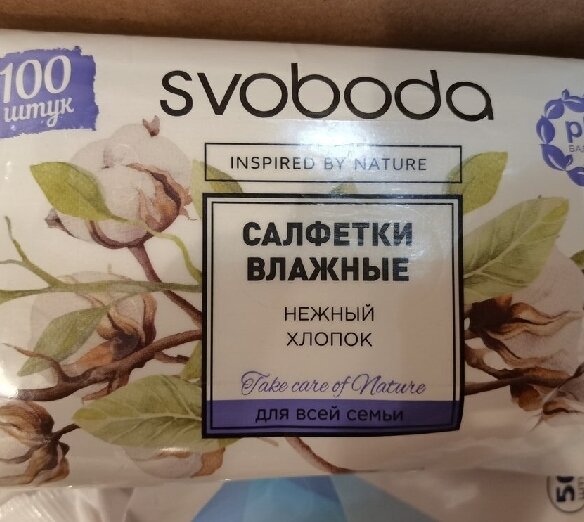 100
штук
svoboda
INSPIRED BY NATURE
САЛФЕТКИ
ВЛАЖНЫЕ
НЕЖНЫЙ
ХЛОПОК
Take care of Nature
для всей семьи